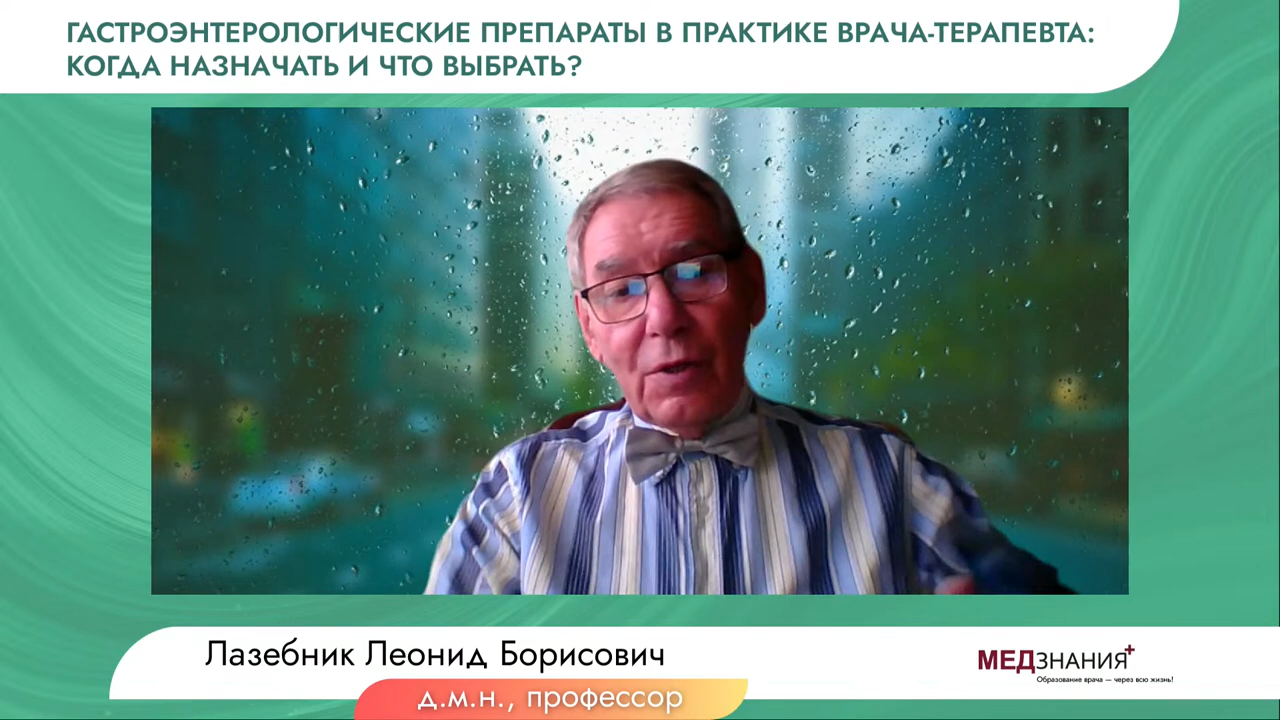 ГАСТРОЭНТЕРОЛОГИЧЕСКИЕ ПРЕПАРАТЫ В ПРАКТИКЕ ВРАЧА-ТЕРАПЕВТА:
КОГДА НАЗНАЧАТЬ И ЧТО ВЫБРАТЬ?
Лазебник Леонид Борисович
д.м.н., профессор
МЕДЗНАНИЯ+
Образование врача — через всю жизнь!